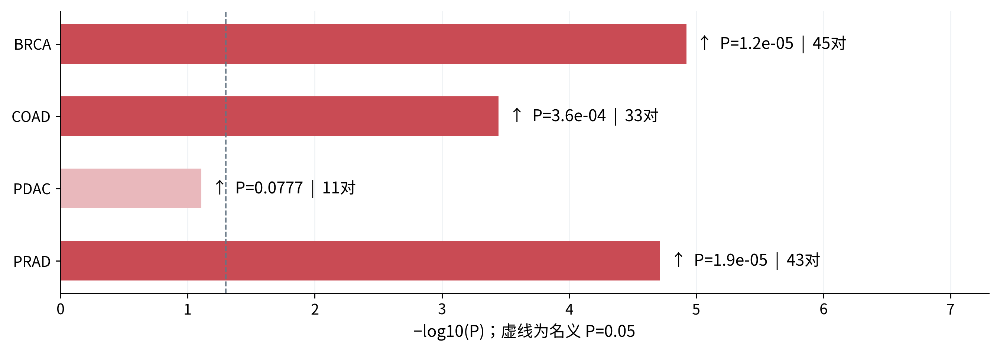 BRCA ↑ P=1.2e-05 | 45对
COAD ↑ P=3.6e-04 | 33对
PDAC ↑ P=0.0777 | 11对
PRAD ↑ P=1.9e-05 | 43对
0 1 2 3 4 5 6 7
−log10(P)；虚线为名义 P=0.05